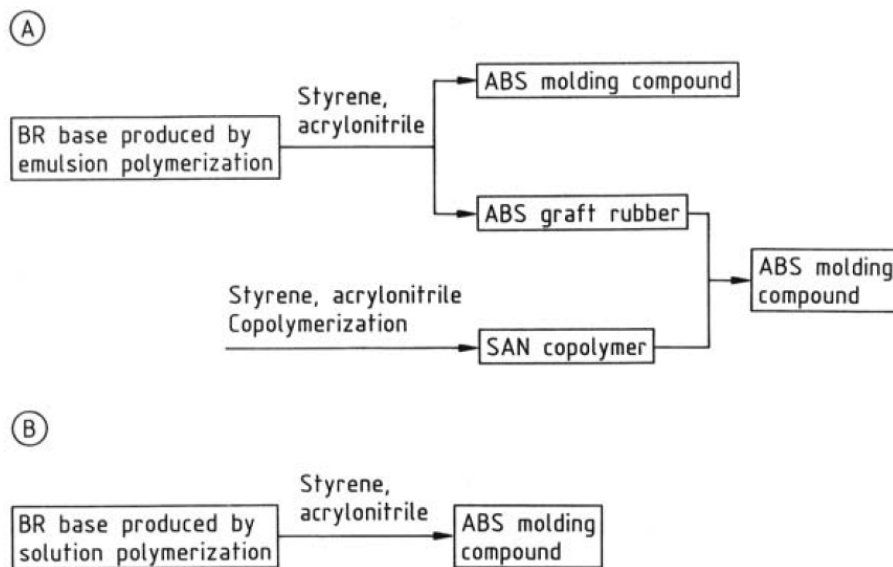 A
ABS molding compound
Styrene,
acrylonitrile
BR base produced by
emulsion polymerization
ABS graft rubber
ABS molding
compound
Styrene, acrylonitrile
Copolymerization
SAN copolymer
B
Styrene,
acrylonitrile
BR base produced by
solution polymerization
ABS molding
compound